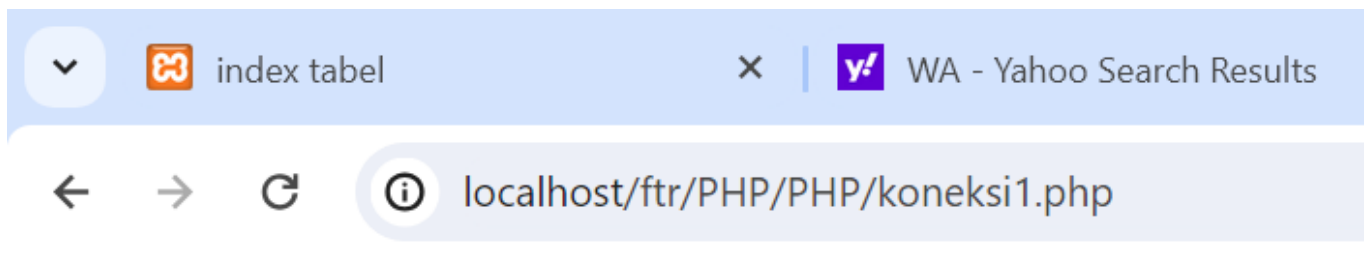 index tabel
WA - Yahoo Search Results
localhost/ftr/PHP/PHP/koneksi1.php